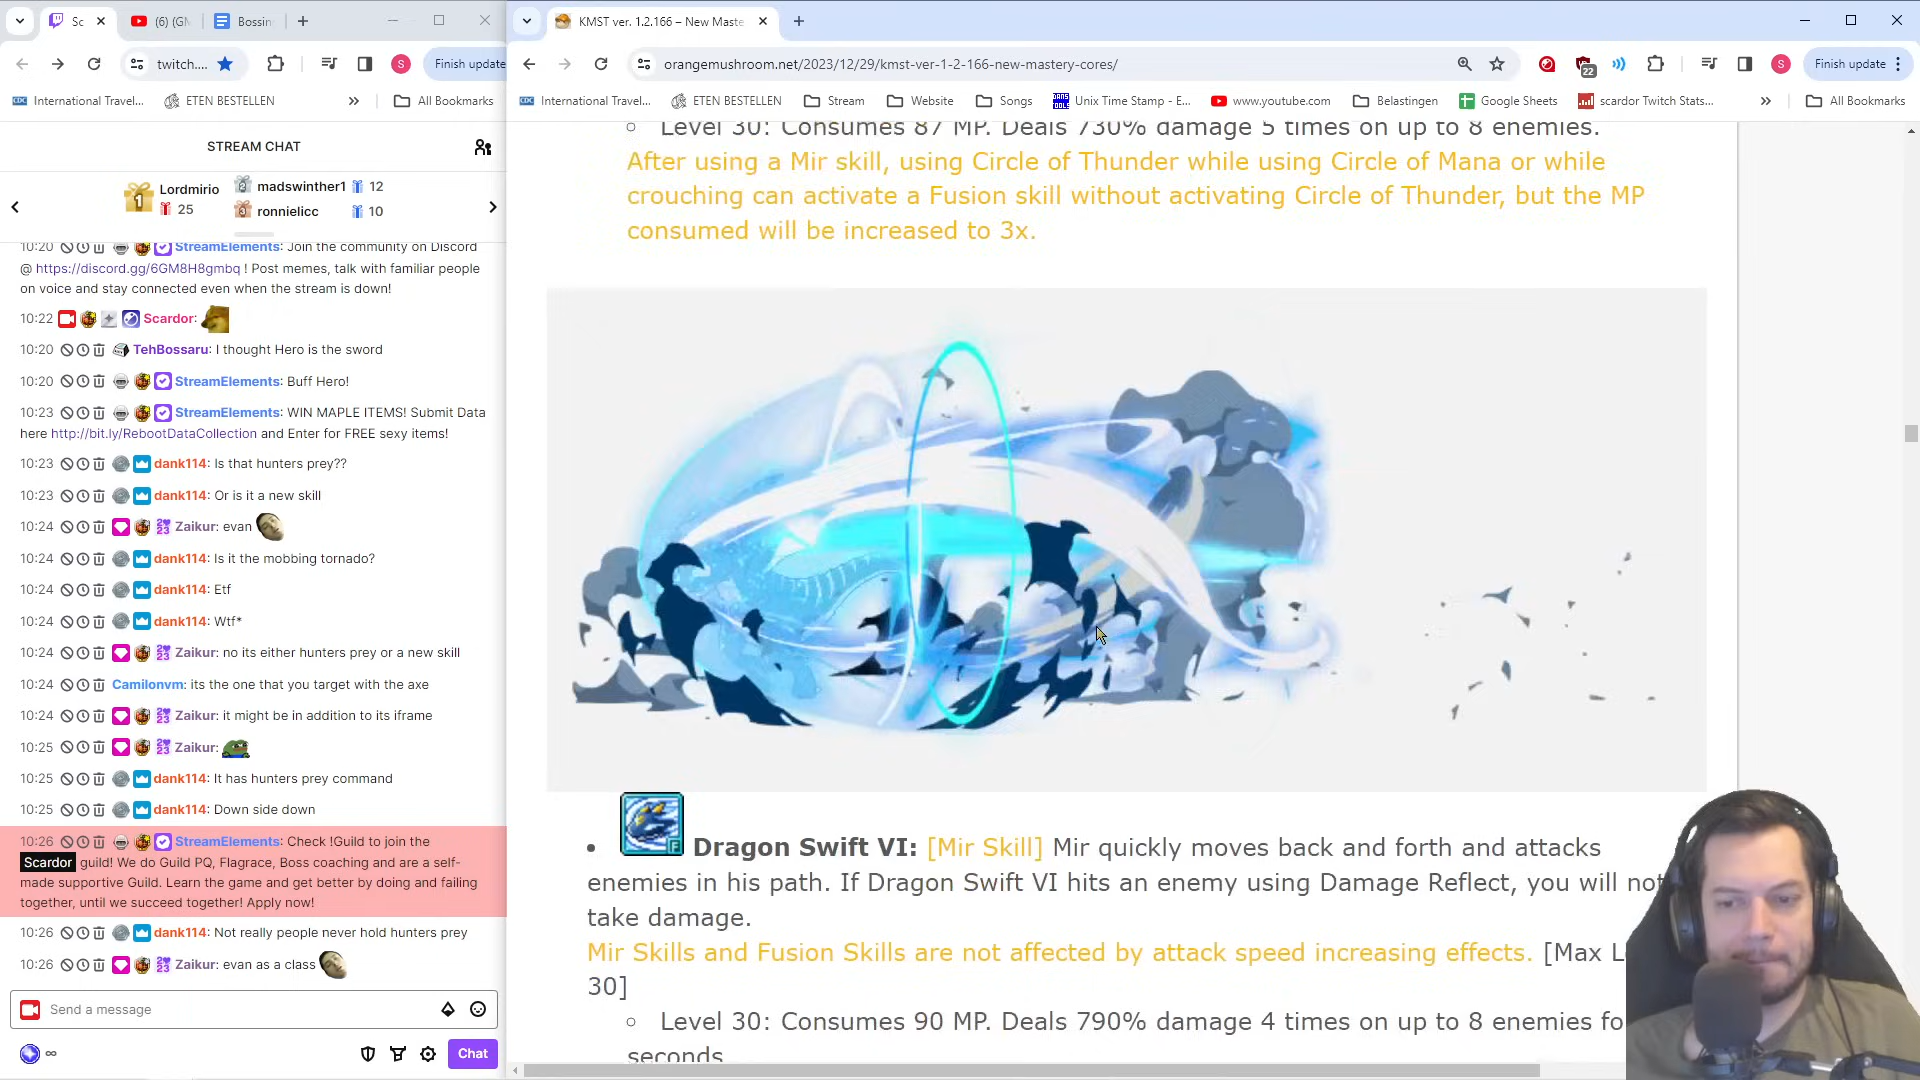 Sc
(6) (GM
Bossin
KMST ver. 1.2.166 – New Maste
twitch....
Finish update
orangemushroom.net/2023/12/29/kmst-ver-1-2-166-new-mastery-cores/
22
S
Finish update
International Travel...
ETEN BESTELLEN
All Bookmarks
International Travel...
ETEN BESTELLEN
Stream
Website
Songs
Unix Time Stamp - E...
www.youtube.com
Belastingen
Google Sheets
scardor Twitch Stats...
All Bookmarks
STREAM CHAT
1
Lordmirio
25
2
madswinther1
12
3
ronnielicc
10
10:20 StreamElements: Join the community on Discord
@ https://discord.gg/6GM8H8gmbq ! Post memes, talk with familiar people
on voice and stay connected even when the stream is down!
10:22 Scardor:
10:20 TehBossaru: I thought Hero is the sword
10:20 StreamElements: Buff Hero!
10:23 StreamElements: WIN MAPLE ITEMS! Submit Data
here http://bit.ly/RebootDataCollection and Enter for FREE sexy items!
10:23 dank114: Is that hunters prey??
10:23 dank114: Or is it a new skill
10:24 Zaikur: evan
10:24 dank114: Is it the mobbing tornado?
10:24 dank114: Etf
10:24 dank114: Wtf*
10:24 Zaikur: no its either hunters prey or a new skill
10:24 Camilonvm: its the one that you target with the axe
10:24 Zaikur: it might be in addition to its iframe
10:25 Zaikur:
10:25 dank114: It has hunters prey command
10:25 dank114: Down side down
10:26 StreamElements: Check !Guild to join the
Scardor guild! We do Guild PQ, Flagrace, Boss coaching and are a self-
made supportive Guild. Learn the game and get better by doing and failing
together, until we succeed together! Apply now!
10:26 dank114: Not really people never hold hunters prey
10:26 Zaikur: evan as a class
Send a message
Chat
Level 30: Consumes 87 MP. Deals 730% damage 5 times on up to 8 enemies.
After using a Mir skill, using Circle of Thunder while using Circle of Mana or while
crouching can activate a Fusion skill without activating Circle of Thunder, but the MP
consumed will be increased to 3x.
Dragon Swift VI: [Mir Skill] Mir quickly moves back and forth and attacks
enemies in his path. If Dragon Swift VI hits an enemy using Damage Reflect, you will not
take damage.
Mir Skills and Fusion Skills are not affected by attack speed increasing effects. [Max L
30]
Level 30: Consumes 90 MP. Deals 790% damage 4 times on up to 8 enemies fo
seconds